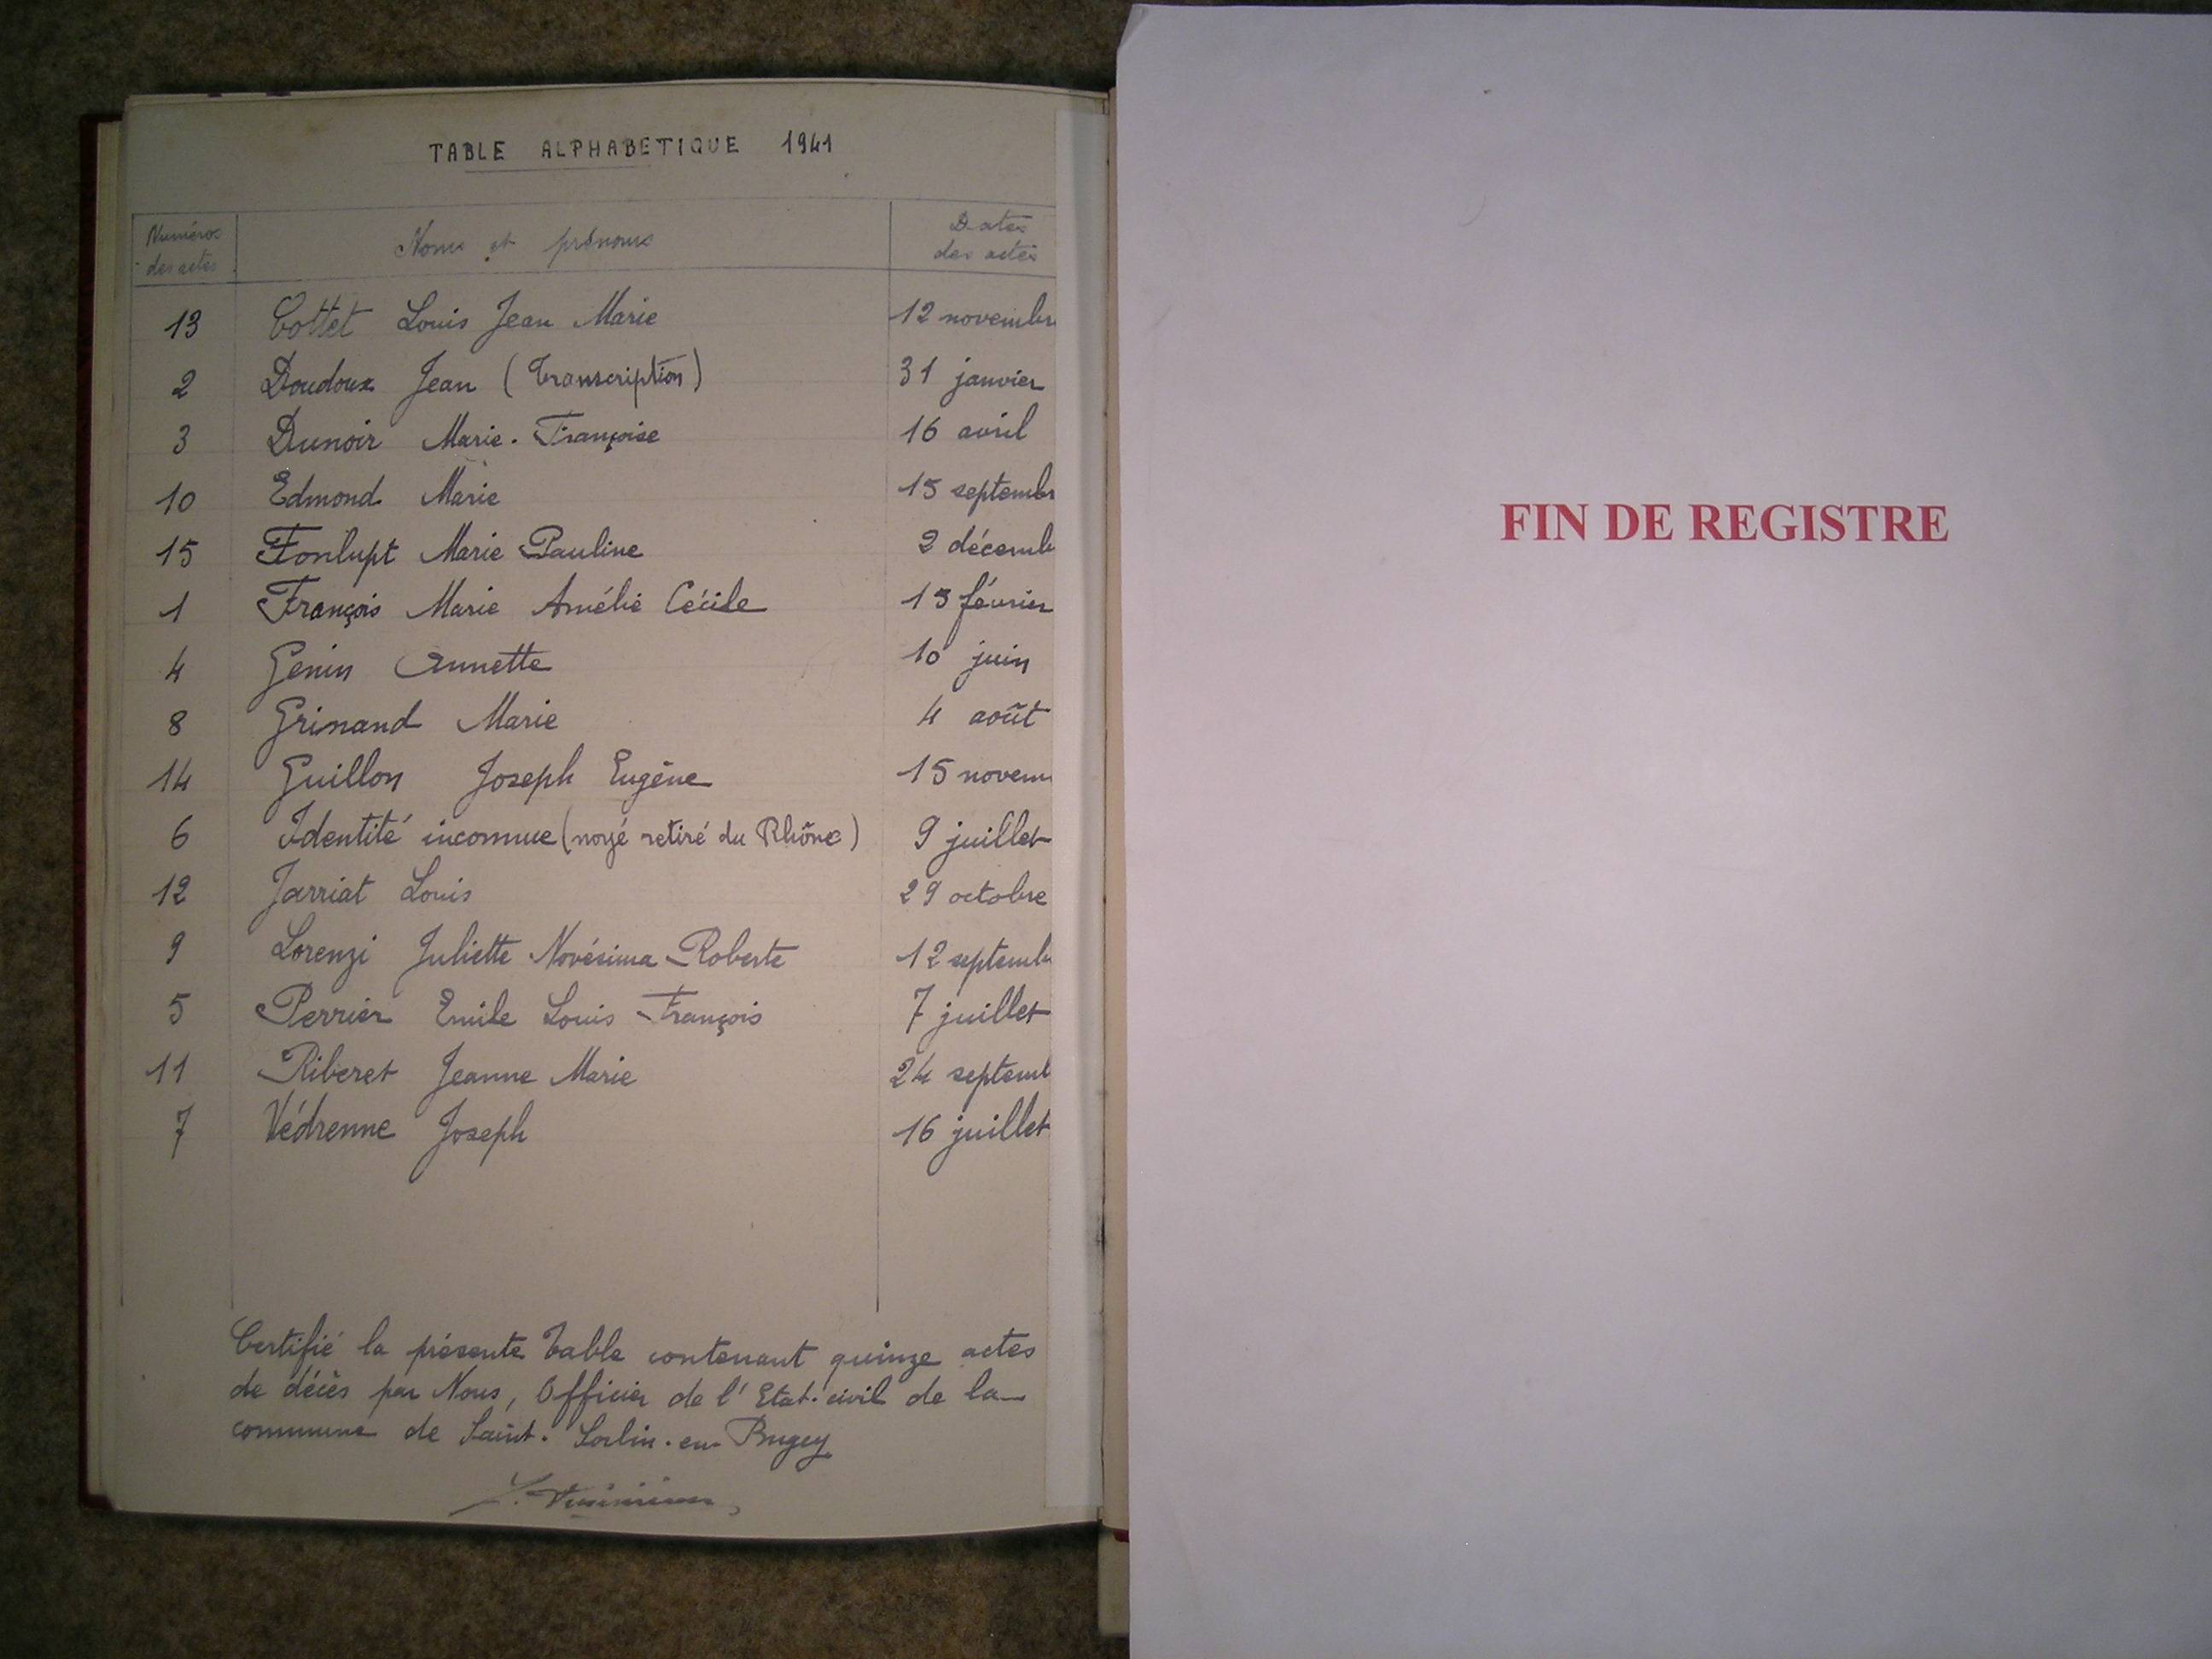 TABLE ALPHABETIQUE 1941
Numéros des actes Noms et prénoms Dates des actes
13 Cottet Louis Jean Marie 12 novembre
2 Doudoux Jean (Transcription) 31 janvier
3 Dunoir Marie-Françoise 16 avril
10 Edmond Marie 15 septembr
15 Fonlupt Marie Pauline 2 décemb
1 François Marie Amélie Cécile 13 février
4 Genin Annette 10 juin
8 Grinand Marie 4 août
14 Guillon Joseph Eugène 15 novem
6 Identité inconnue (noyé retiré du Rhône) 9 juillet
12 Jarriat Louis 29 octobre
9 Lorenzi Juliette Novésima Roberte 12 septemb
5 Perrier Emile Louis François 7 juillet
11 Riberet Jeanne Marie 24 septemb
7 Védrenne Joseph 16 juillet
Certifié la présente Table contenant quinze actes
de décès par Nous, Officier de l'Etat-civil de la
commune de Saint-Sorlin-en-Bugey
FIN DE REGISTRE